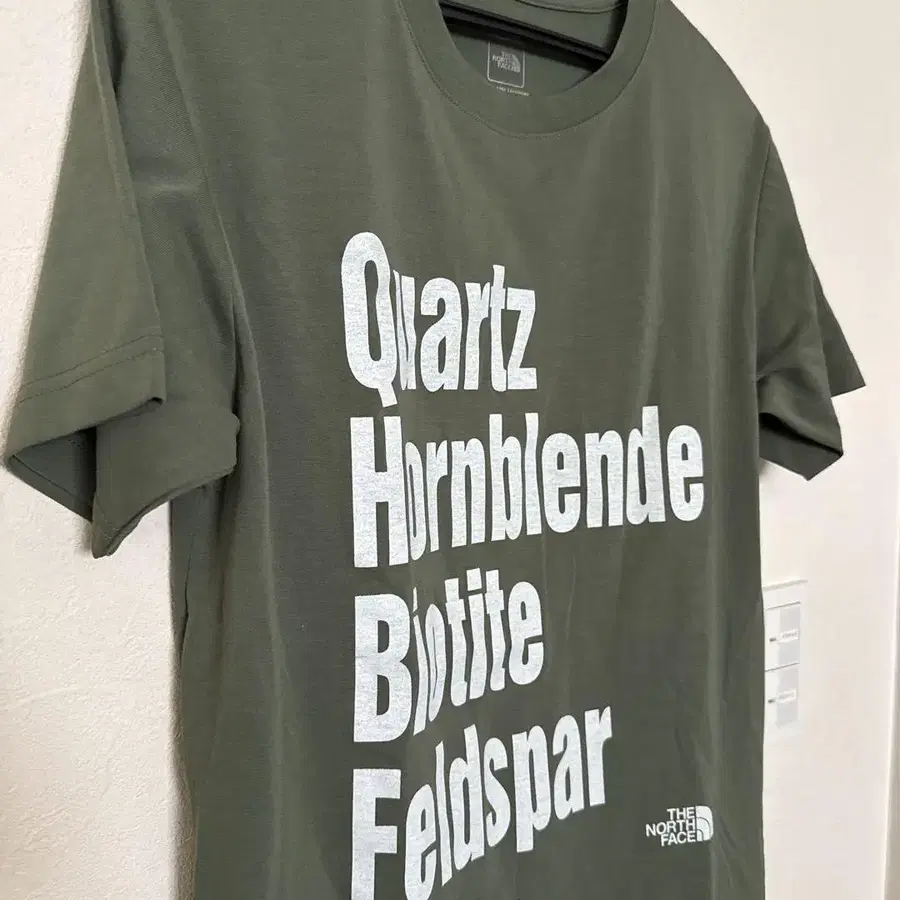 THE
NORTH
FACE
Quartz
Hornblende
Biotite
Feldspar
THE
NORTH
FACE